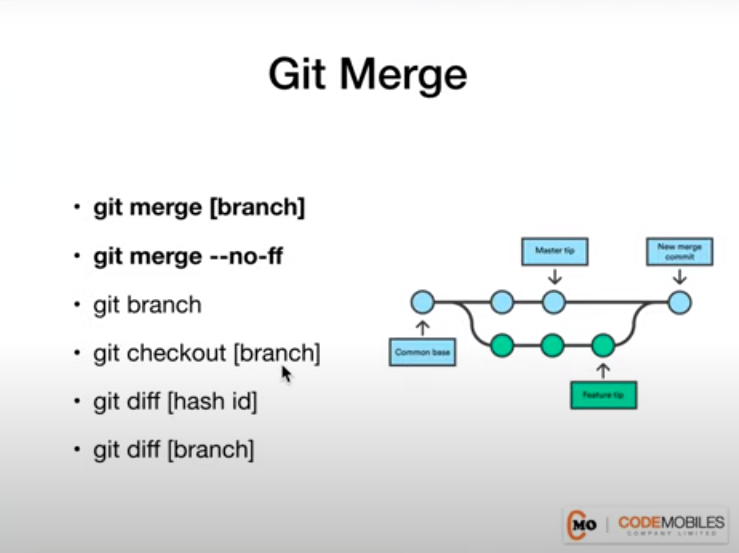 Git Merge
• git merge [branch]
• git merge --no-ff
• git branch
• git checkout [branch]
• git diff [hash id]
• git diff [branch]
Master tip
New merge
commit
Common base
Feature tip
CMO | CODEMOBILES
COMPANY LIMITED